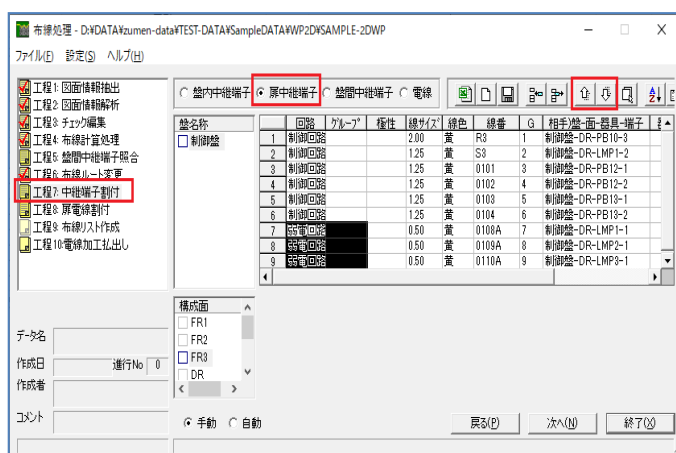 布線処理 - D:¥DATA¥zumen-data¥TEST-DATA¥SampleDATA¥WP2D¥SAMPLE-2DWP
ファイル(F) 設定(S) ヘルプ(H)
工程1: 図面情報抽出
工程2: 図面情報解析
工程3: チェック編集
工程4: 布線計算処理
工程5: 盤間中継端子照合
工程6: 布線ルート変更
工程7: 中継端子割付
工程8: 扉電線割付
工程9: 布線リスト作成
工程10:電線加工払出し
盤内中継端子 扉中継端子 盤間中継端子 電線
盤名称
制御盤
回路 グループ 極性 線サイズ 線色 線番 G 相手)盤-面-器具-端子
1 制御回路 2.00 黄 R3 1 制御盤-DR-PB10-3
2 制御回路 1.25 黄 S3 2 制御盤-DR-LMP1-2
3 制御回路 1.25 黄 0101 3 制御盤-DR-PB12-1
4 制御回路 1.25 黄 0102 4 制御盤-DR-PB12-2
5 制御回路 1.25 黄 0103 5 制御盤-DR-PB13-1
6 制御回路 1.25 黄 0104 6 制御盤-DR-PB13-2
7 弱電回路 0.50 黄 0108A 7 制御盤-DR-LMP1-1
8 弱電回路 0.50 黄 0109A 8 制御盤-DR-LMP2-1
9 弱電回路 0.50 黄 0110A 9 制御盤-DR-LMP3-1
構成面
FR1
FR2
FR3
DR
データ名
作成日 進行No 0
作成者
コメント
手動 自動
戻る(P) 次へ(N) 終了(X)